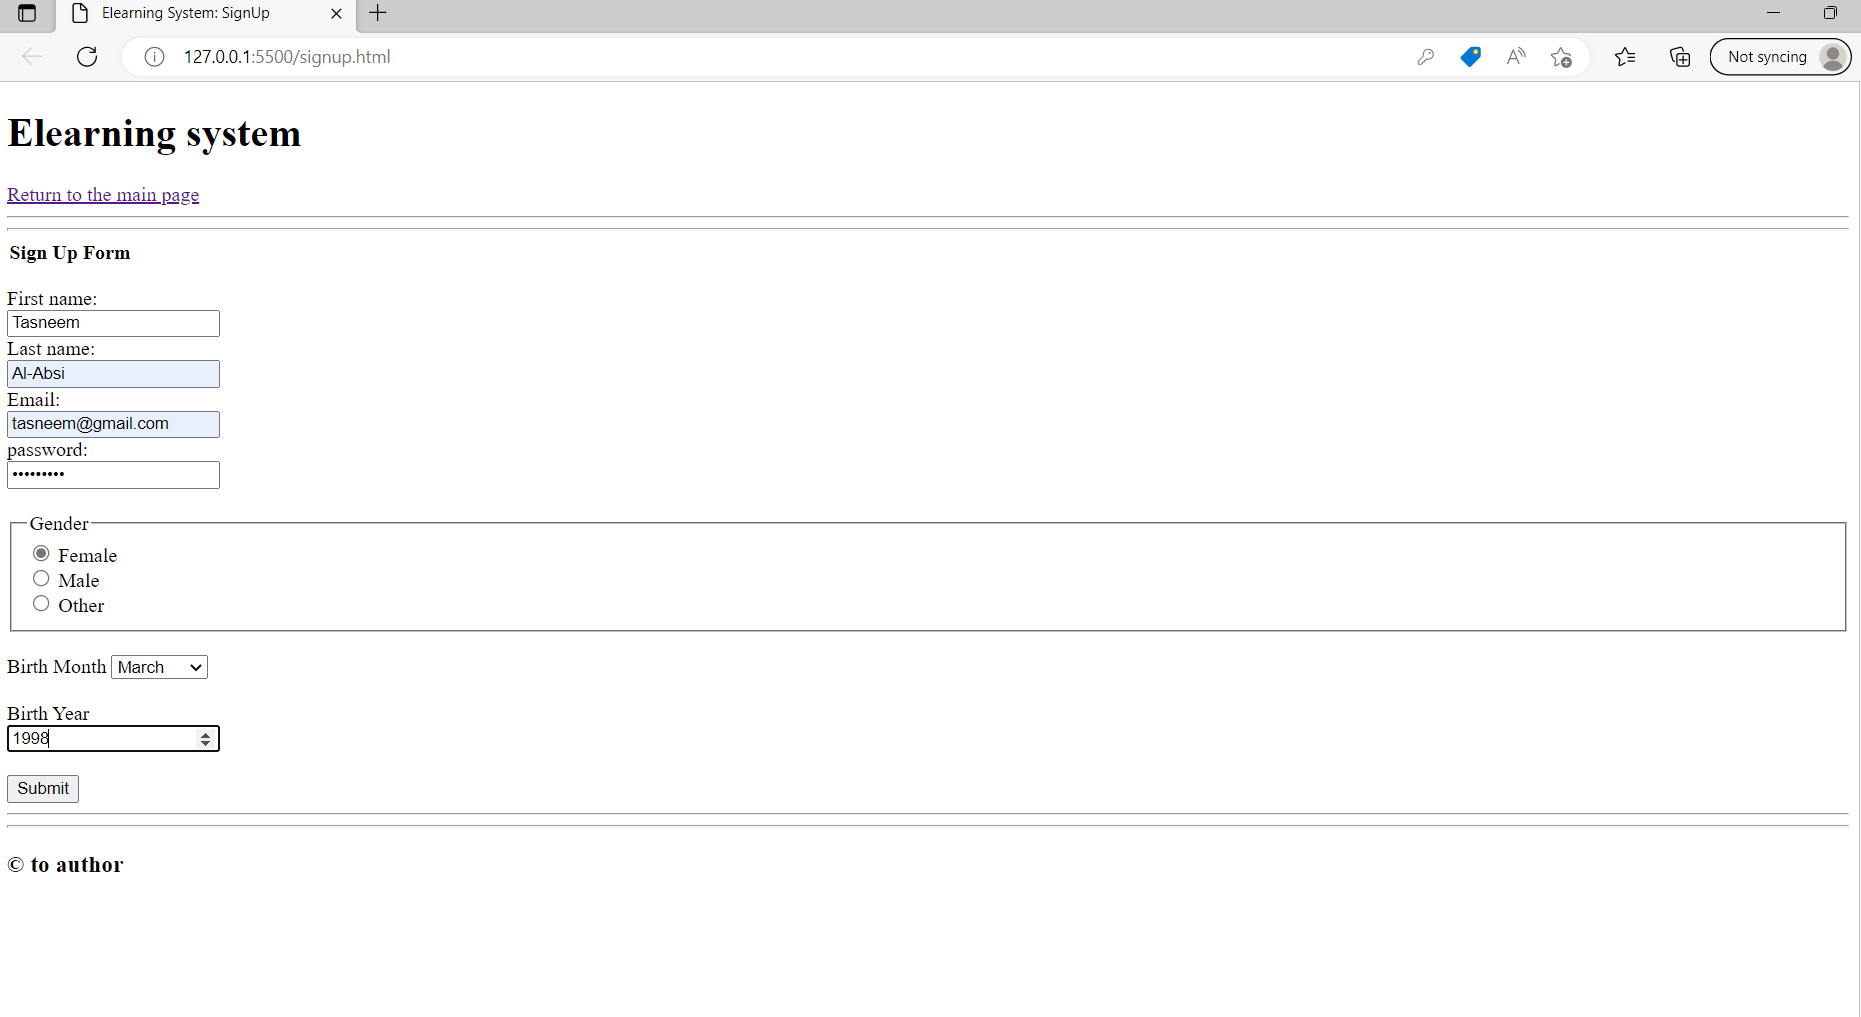 Elearning System: SignUp
127.0.0.1:5500/signup.html
Not syncing
Elearning system
Return to the main page
Sign Up Form
First name:
Tasneem
Last name:
Al-Absi
Email:
tasneem@gmail.com
password:
•••••••••
Gender
Female
Male
Other
Birth Month March
Birth Year
1998
Submit
© to author